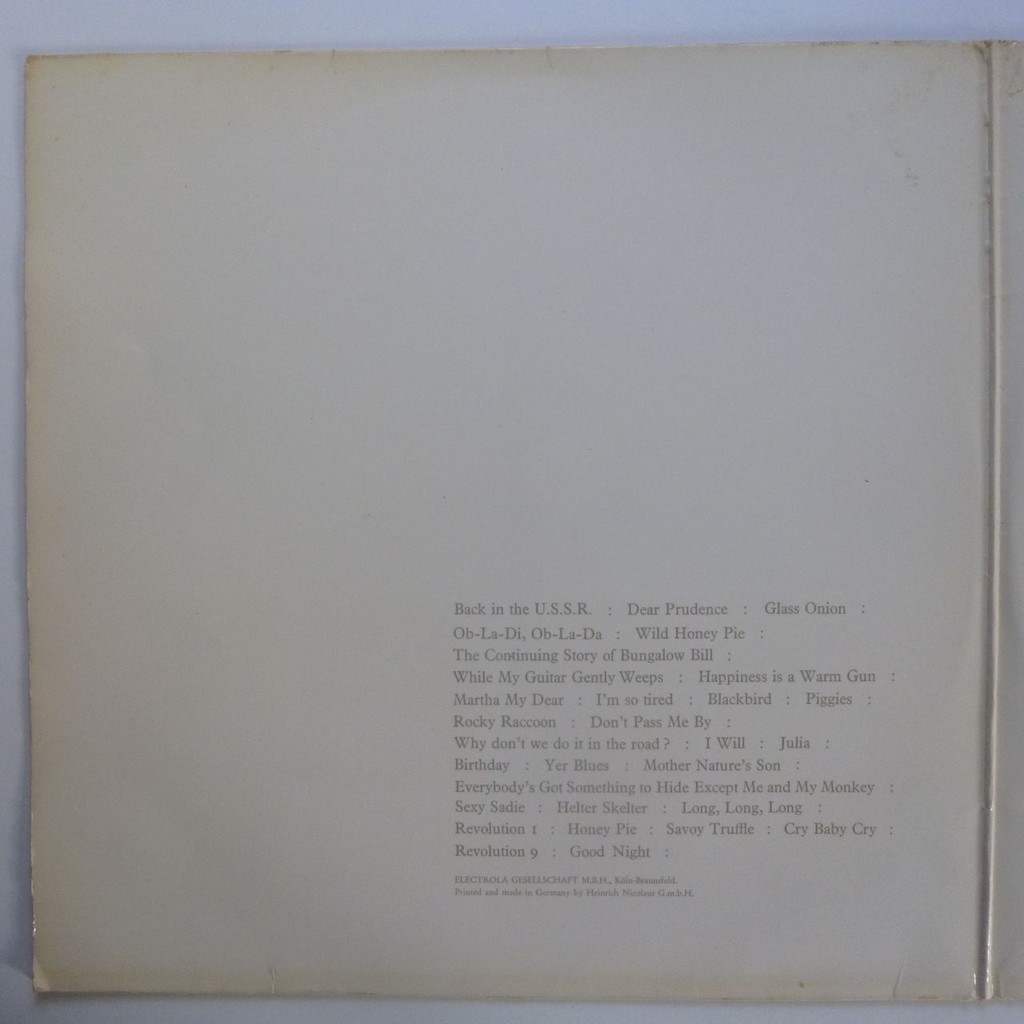 Back in the U.S.S.R. : Dear Prudence : Glass Onion :
Ob-La-Di, Ob-La-Da : Wild Honey Pie :
The Continuing Story of Bungalow Bill :
While My Guitar Gently Weeps : Happiness is a Warm Gun :
Martha My Dear : I'm so tired : Blackbird : Piggies :
Rocky Raccoon : Don't Pass Me By :
Why don't we do it in the road? : I Will : Julia :
Birthday : Yer Blues : Mother Nature's Son :
Everybody's Got Something to Hide Except Me and My Monkey :
Sexy Sadie : Helter Skelter : Long, Long, Long :
Revolution 1 : Honey Pie : Savoy Truffle : Cry Baby Cry :
Revolution 9 : Good Night :
ELECTROLA GESELLSCHAFT M.B.H., Köln-Braunsfeld.
Printed and made in Germany by Heinrich Nicolaus G.m.b.H.